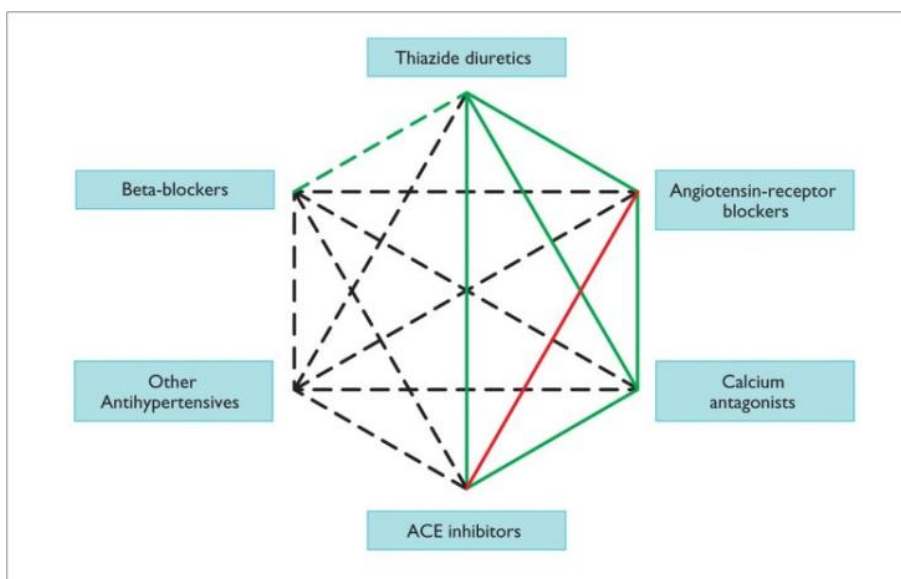 Thiazide diuretics
Beta-blockers
Angiotensin-receptor
blockers
Other
Antihypertensives
Calcium
antagonists
ACE inhibitors